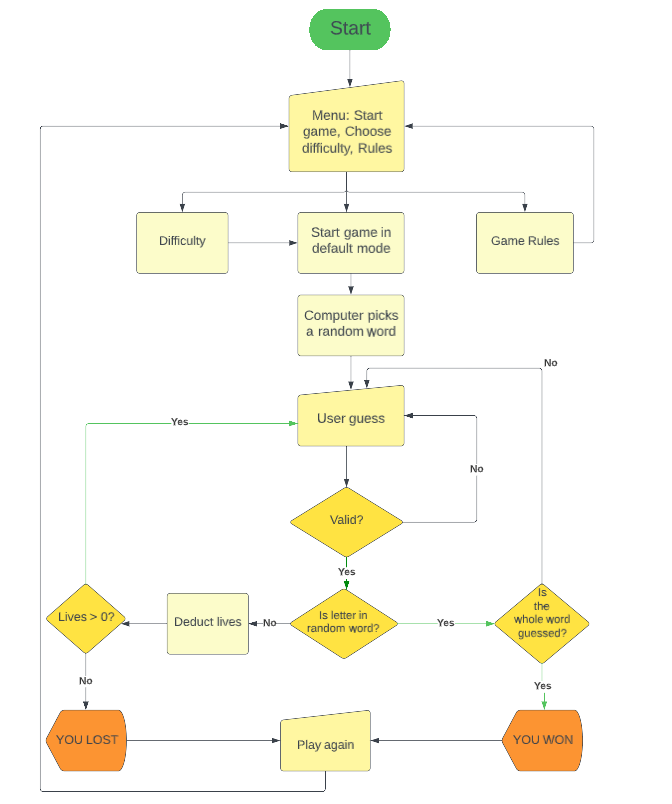 Start
Menu: Start
game, Choose
difficulty, Rules
Difficulty
Start game in
default mode
Game Rules
Computer picks
a random word
No
User guess
Yes
No
Valid?
Yes
Lives > 0?
Deduct lives
No
Is letter in
random word?
Yes
Is
the
whole word
guessed?
No
Yes
YOU LOST
Play again
YOU WON